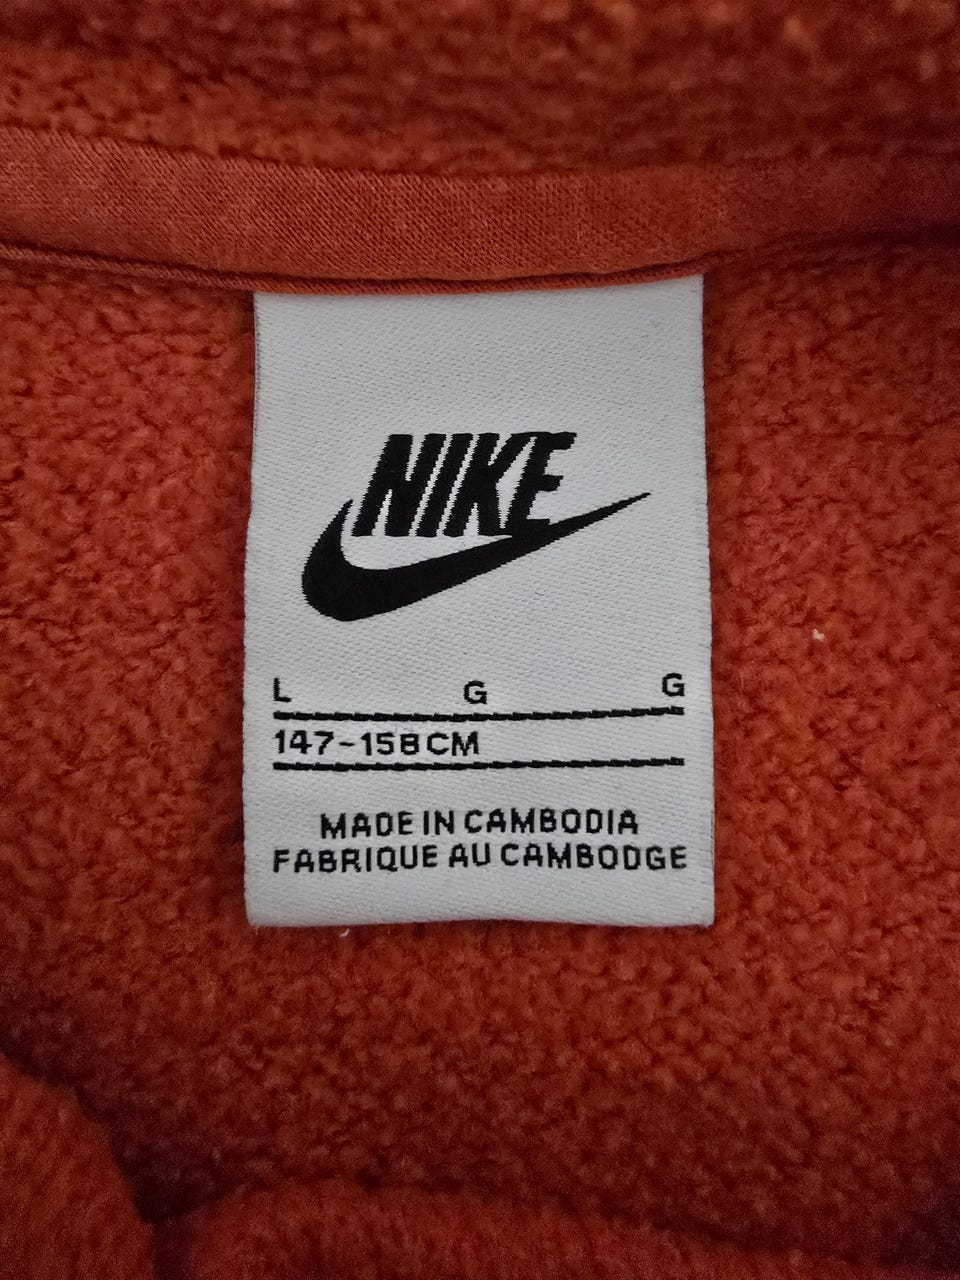 NIKE
L G G
147-158CM
MADE IN CAMBODIA
FABRIQUE AU CAMBODGE